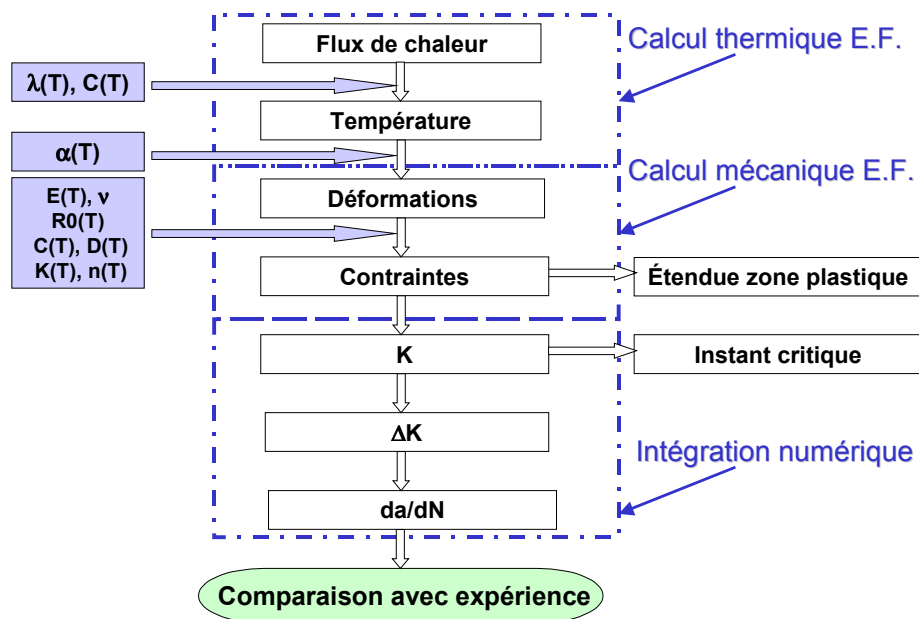 Flux de chaleur
Calcul thermique E.F.
λ(T), C(T)
Température
α(T)
Calcul mécanique E.F.
E(T), ν
R0(T)
C(T), D(T)
K(T), n(T)
Déformations
Contraintes
Étendue zone plastique
K
Instant critique
ΔK
Intégration numérique
da/dN
Comparaison avec expérience